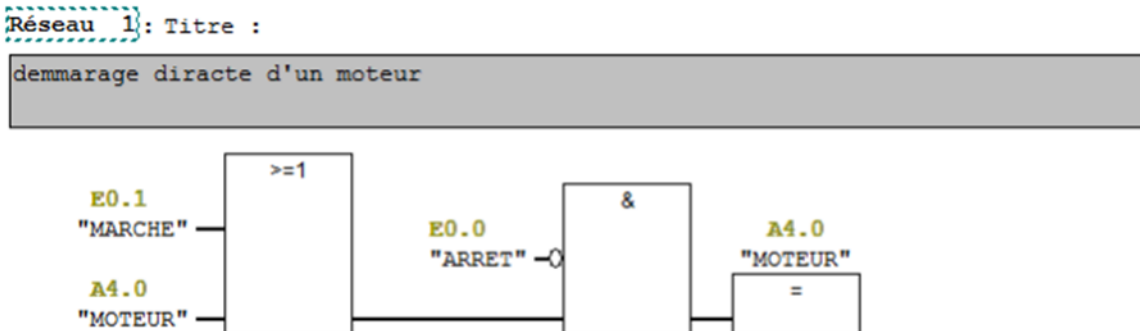 Réseau 1: Titre :
demmarage diracte d'un moteur
>=1
E0.1
"MARCHE"
&
E0.0
"ARRET"
A4.0
"MOTEUR"
=
A4.0
"MOTEUR"